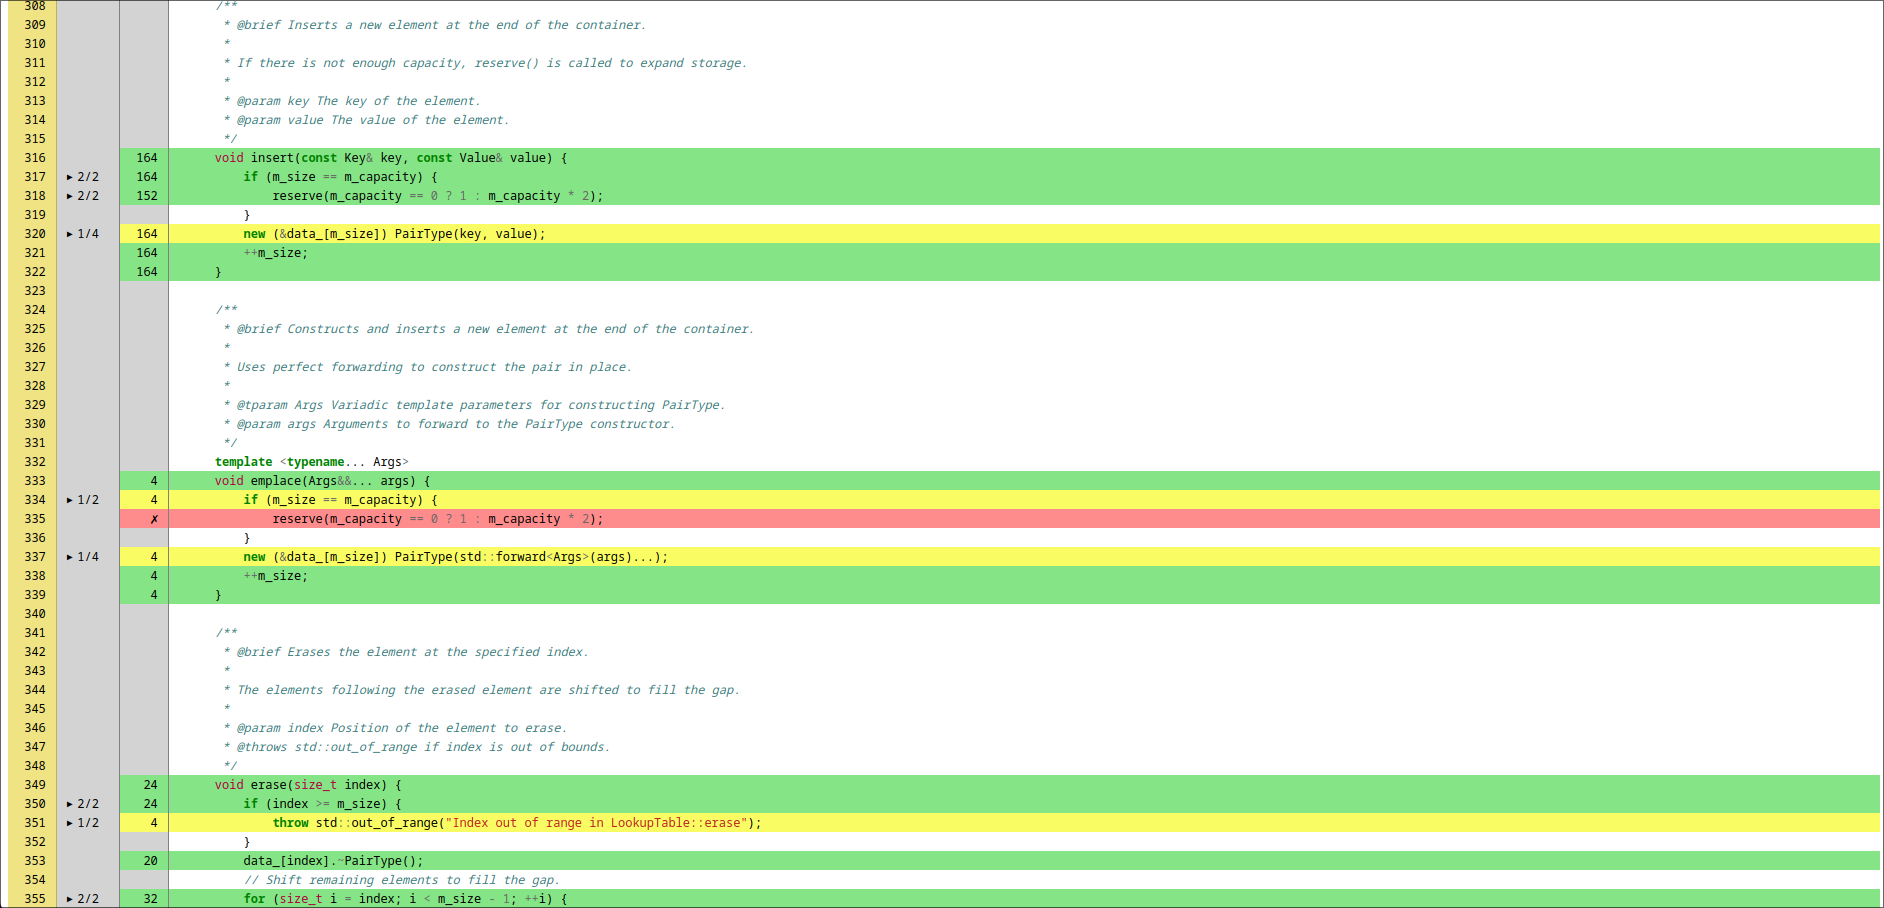 308 /**
309 * @brief Inserts a new element at the end of the container.
310 *
311 * If there is not enough capacity, reserve() is called to expand storage.
312 *
313 * @param key The key of the element.
314 * @param value The value of the element.
315 */
316 164 void insert(const Key& key, const Value& value) {
317 ▶ 2/2 164 if (m_size == m_capacity) {
318 ▶ 2/2 152 reserve(m_capacity == 0 ? 1 : m_capacity * 2);
319 }
320 ▶ 1/4 164 new (&data_[m_size]) PairType(key, value);
321 164 ++m_size;
322 164 }
323
324 /**
325 * @brief Constructs and inserts a new element at the end of the container.
326 *
327 * Uses perfect forwarding to construct the pair in place.
328 *
329 * @tparam Args Variadic template parameters for constructing PairType.
330 * @param args Arguments to forward to the PairType constructor.
331 */
332 template <typename... Args>
333 4 void emplace(Args&&... args) {
334 ▶ 1/2 4 if (m_size == m_capacity) {
335 ✗ reserve(m_capacity == 0 ? 1 : m_capacity * 2);
336 }
337 ▶ 1/4 4 new (&data_[m_size]) PairType(std::forward<Args>(args)...);
338 4 ++m_size;
339 4 }
340
341 /**
342 * @brief Erases the element at the specified index.
343 *
344 * The elements following the erased element are shifted to fill the gap.
345 *
346 * @param index Position of the element to erase.
347 * @throws std::out_of_range if index is out of bounds.
348 */
349 24 void erase(size_t index) {
350 ▶ 2/2 24 if (index >= m_size) {
351 ▶ 1/2 4 throw std::out_of_range("Index out of range in LookupTable::erase");
352 }
353 20 data_[index].~PairType();
354 // Shift remaining elements to fill the gap.
355 ▶ 2/2 32 for (size_t i = index; i < m_size - 1; ++i) {